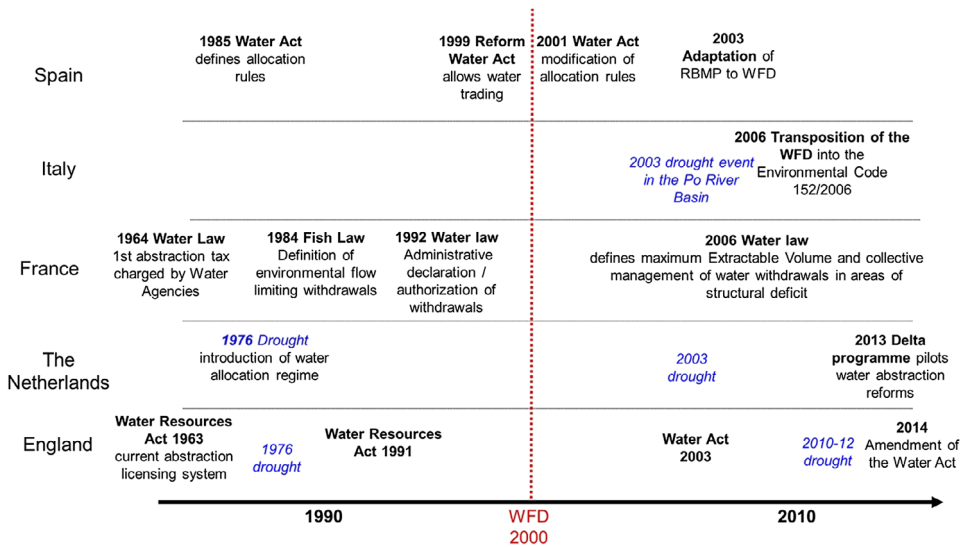 Spain
1985 Water Act
defines allocation
rules
1999 Reform
Water Act
allows water
trading
2001 Water Act
modification of
allocation rules
2003
Adaptation of
RBMP to WFD
Italy
2003 drought event
in the Po River
Basin
2006 Transposition of the
WFD into the
Environmental Code
152/2006
France
1964 Water Law
1st abstraction tax
charged by Water
Agencies
1984 Fish Law
Definition of
environmental flow
limiting withdrawals
1992 Water law
Administrative
declaration /
authorization of
withdrawals
2006 Water law
defines maximum Extractable Volume and collective
management of water withdrawals in areas of
structural deficit
The
Netherlands
1976 Drought
introduction of water
allocation regime
2003
drought
2013 Delta
programme pilots
water abstraction
reforms
England
Water Resources
Act 1963
current abstraction
licensing system
1976
drought
Water Resources
Act 1991
Water Act
2003
2010-12
drought
2014
Amendment of
the Water Act
1990
WFD
2000
2010